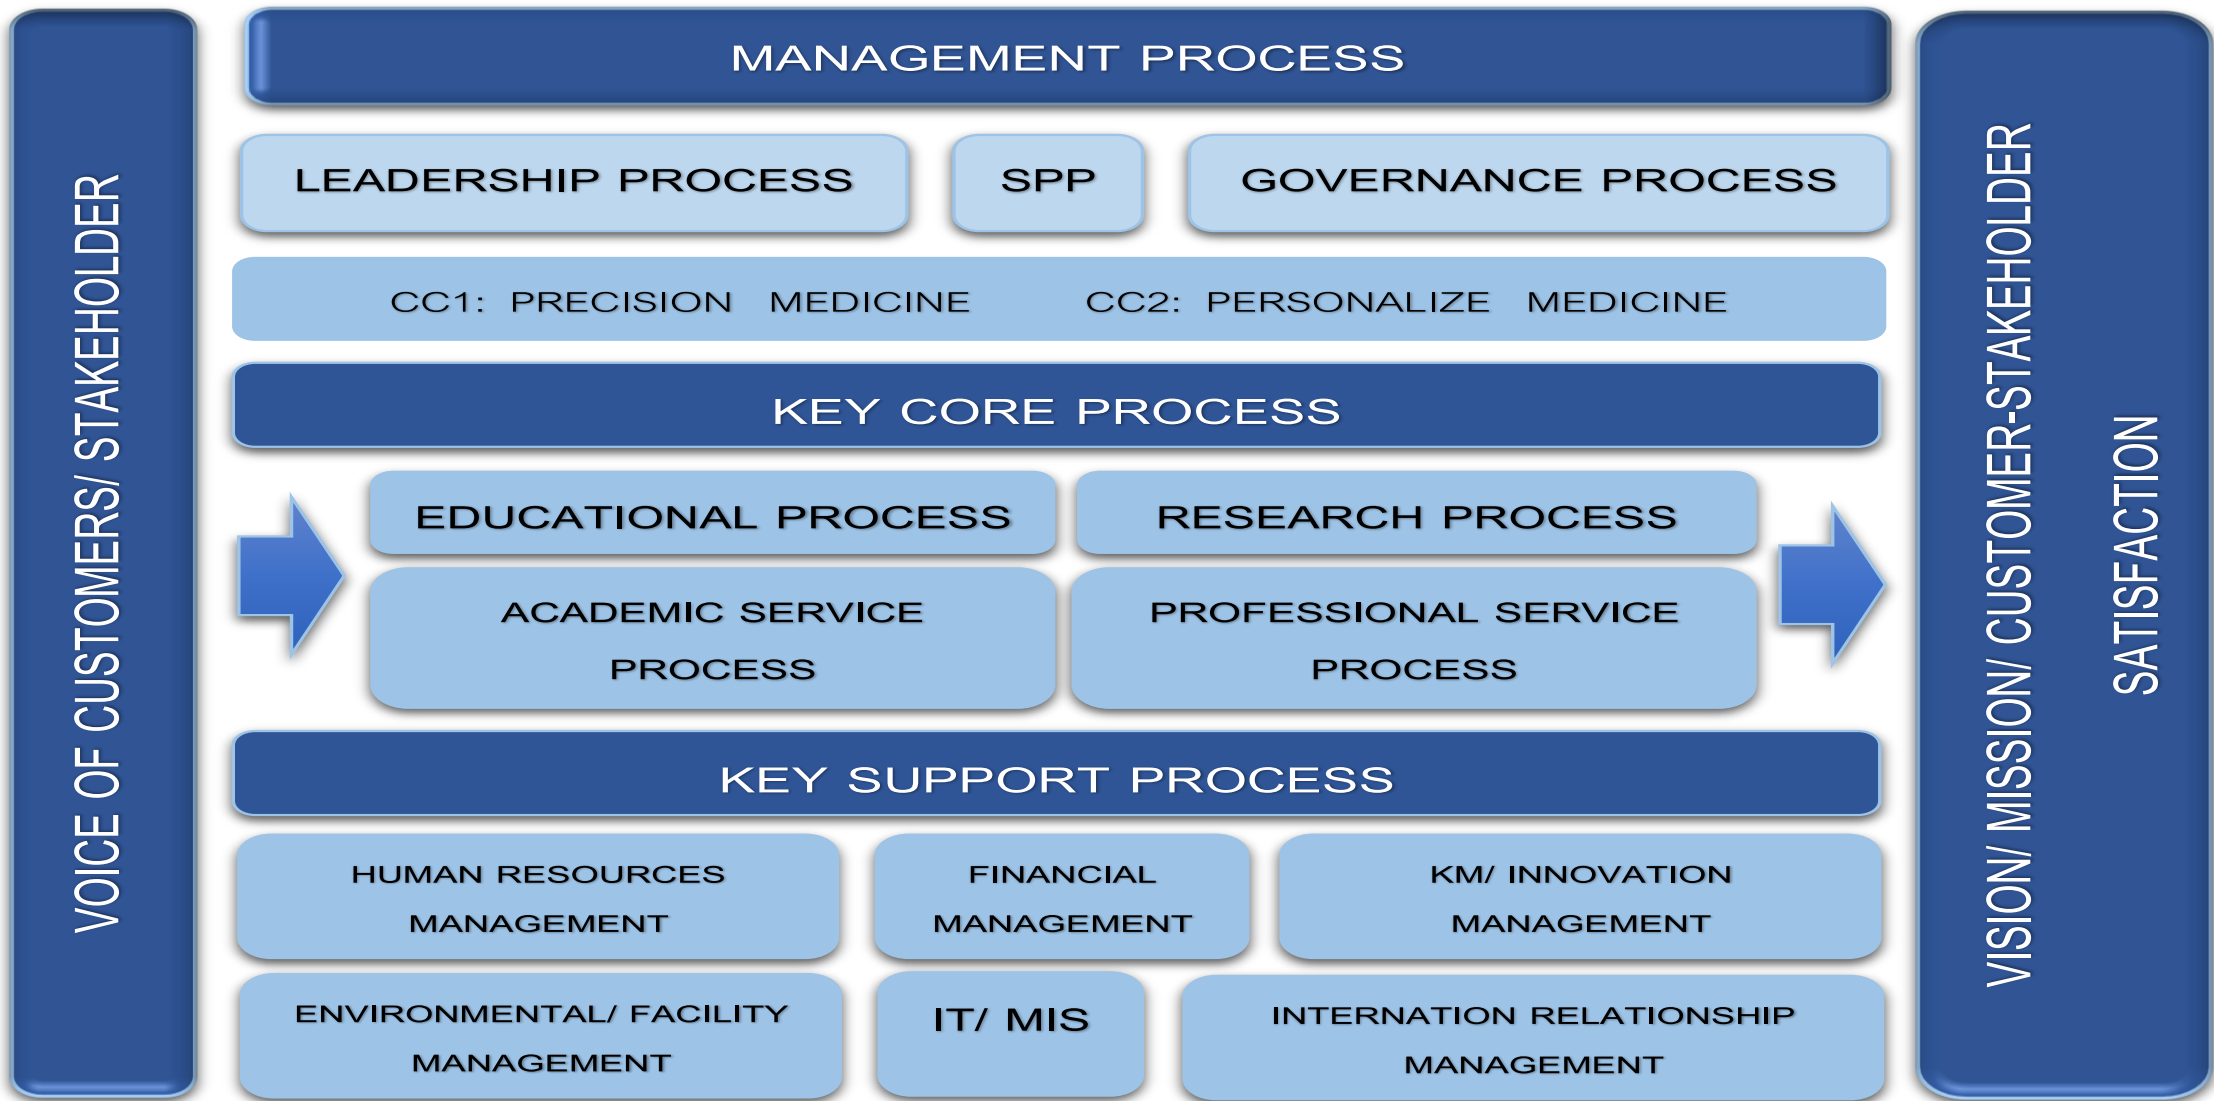 VOICE OF CUSTOMERS/ STAKEHOLDER
MANAGEMENT PROCESS
LEADERSHIP PROCESS
SPP
GOVERNANCE PROCESS
CC1: PRECISION MEDICINE CC2: PERSONALIZE MEDICINE
KEY CORE PROCESS
EDUCATIONAL PROCESS
RESEARCH PROCESS
ACADEMIC SERVICE
PROCESS
PROFESSIONAL SERVICE
PROCESS
KEY SUPPORT PROCESS
HUMAN RESOURCES
MANAGEMENT
FINANCIAL
MANAGEMENT
KM/ INNOVATION
MANAGEMENT
ENVIRONMENTAL/ FACILITY
MANAGEMENT
IT/ MIS
INTERNATION RELATIONSHIP
MANAGEMENT
VISION/ MISSION/ CUSTOMER-STAKEHOLDER
SATISFACTION